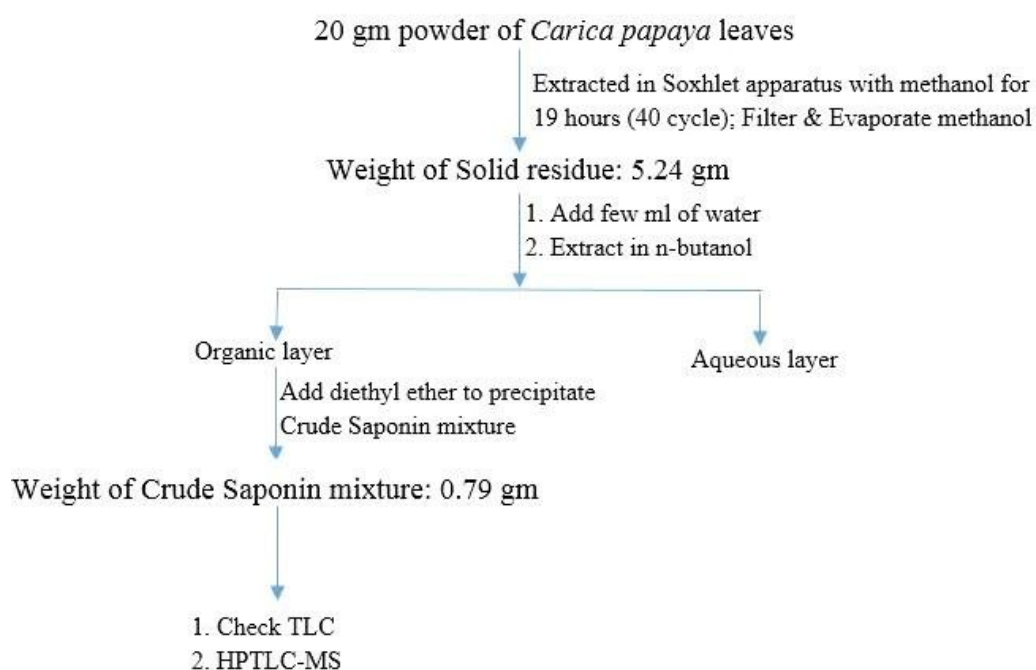 20 gm powder of Carica papaya leaves
Extracted in Soxhlet apparatus with methanol for
19 hours (40 cycle); Filter & Evaporate methanol
Weight of Solid residue: 5.24 gm
1. Add few ml of water
2. Extract in n-butanol
Organic layer
Aqueous layer
Add diethyl ether to precipitate
Crude Saponin mixture
Weight of Crude Saponin mixture: 0.79 gm
1. Check TLC
2. HPTLC-MS